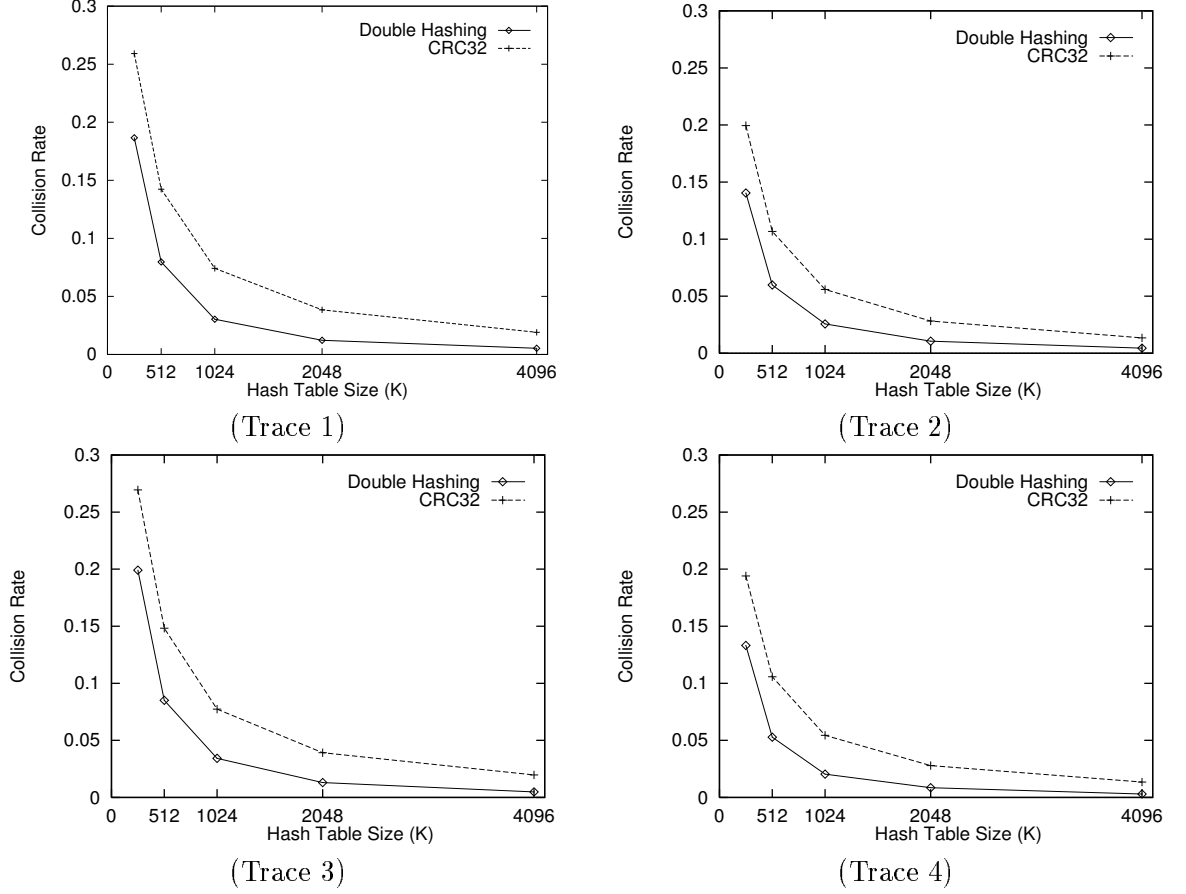 0.3
0.25
0.2
0.15
0.1
0.05
0
Collision Rate
Double Hashing
CRC32
0 512 1024 2048 4096
Hash Table Size (K)
(Trace 1)
0.3
0.25
0.2
0.15
0.1
0.05
0
Collision Rate
Double Hashing
CRC32
0 512 1024 2048 4096
Hash Table Size (K)
(Trace 2)
0.3
0.25
0.2
0.15
0.1
0.05
0
Collision Rate
Double Hashing
CRC32
0 512 1024 2048 4096
Hash Table Size (K)
(Trace 3)
0.3
0.25
0.2
0.15
0.1
0.05
0
Collision Rate
Double Hashing
CRC32
0 512 1024 2048 4096
Hash Table Size (K)
(Trace 4)